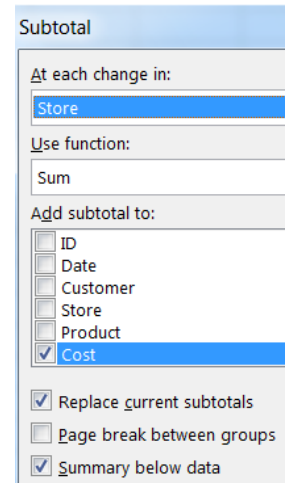 Subtotal
At each change in:
Store
Use function:
Sum
Add subtotal to:
ID
Date
Customer
Store
Product
Cost
Replace current subtotals
Page break between groups
Summary below data